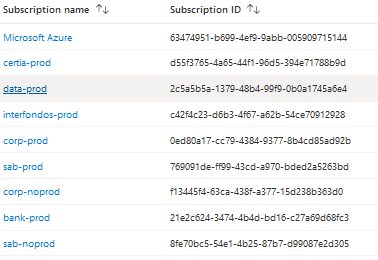 Subscription name ↑↓ Subscription ID ↑↓
Microsoft Azure 63474951-b699-4ef9-9abb-005909715144
certia-prod d55f3765-4a65-44f1-96d5-394e71788b9d
data-prod 2c5a5b5a-1379-48b4-99f9-0b0a1745a6e4
interfondos-prod c42f4c23-d6b3-4f67-a62b-54ce70912928
corp-prod 0ed80a17-cc79-4384-9377-8b4cd85ad92b
sab-prod 769091de-ff99-43cd-a970-bded2a5263bd
corp-noprod f13445f4-63ca-438f-a377-15d238b363d0
bank-prod 21e2c624-3474-4b4d-bd16-c27a69d68fc3
sab-noprod 8fe70bc5-54e1-4b25-87b7-d99087e2d305